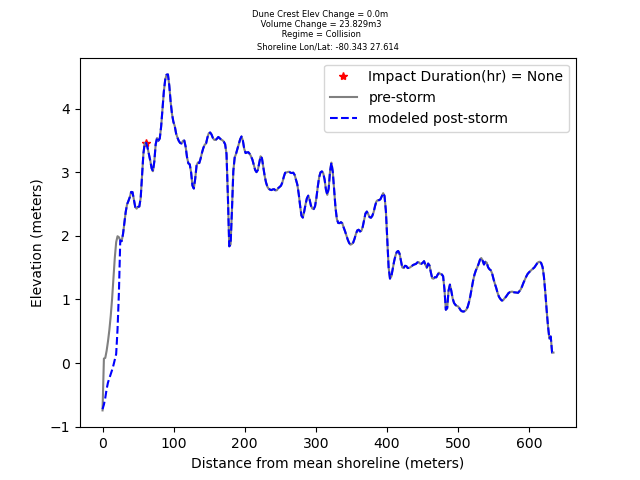 Dune Crest Elev Change = 0.0m
Volume Change = 23.829m3
Regime = Collision
Shoreline Lon/Lat: -80.343 27.614
Impact Duration(hr) = None
pre-storm
modeled post-storm
Elevation (meters)
4
3
2
1
0
−1
0 100 200 300 400 500 600
Distance from mean shoreline (meters)